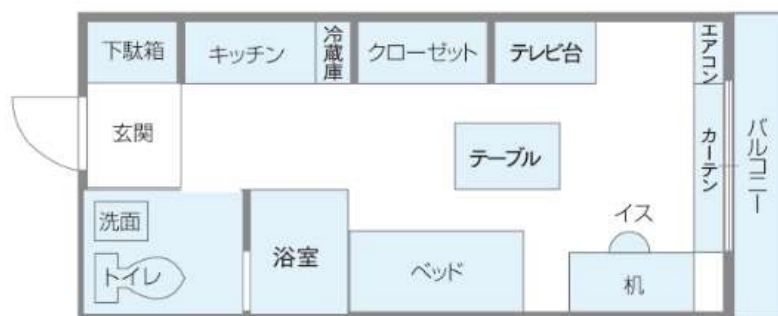 下駄箱
キッチン
冷蔵庫
クローゼット
テレビ台
エアコン
玄関
テーブル
カーテン
バルコニー
洗面
トイレ
浴室
ベッド
イス
机